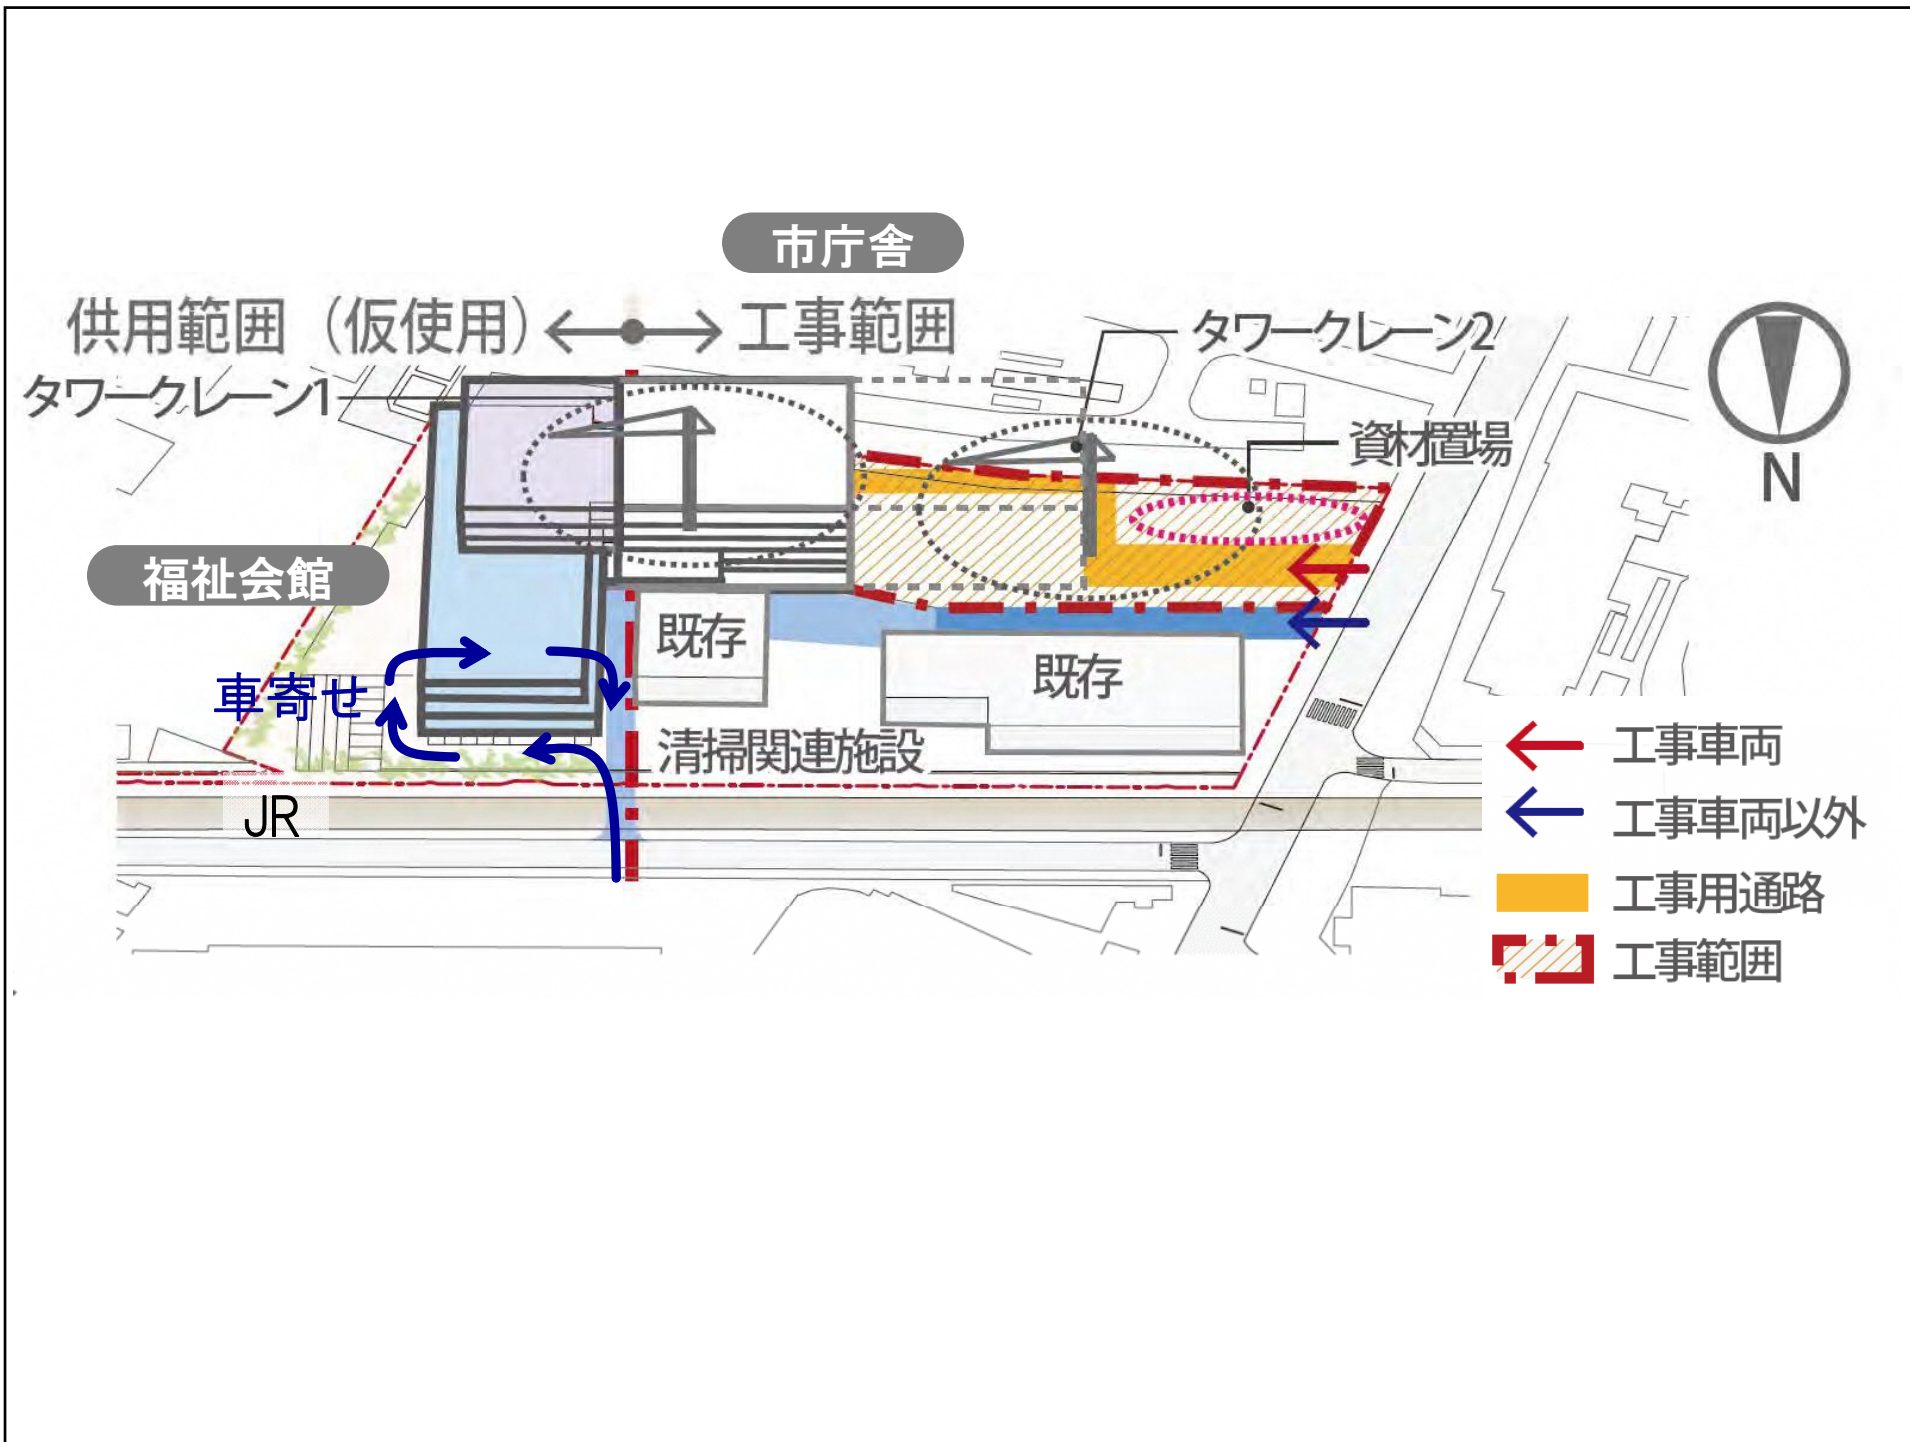 市庁舎
供用範囲（仮使用）
工事範囲
タワークレーン2
タワークレーン1
資材置場
N
福祉会館
既存
既存
車寄せ
清掃関連施設
JR
工事車両
工事車両以外
工事用通路
工事範囲